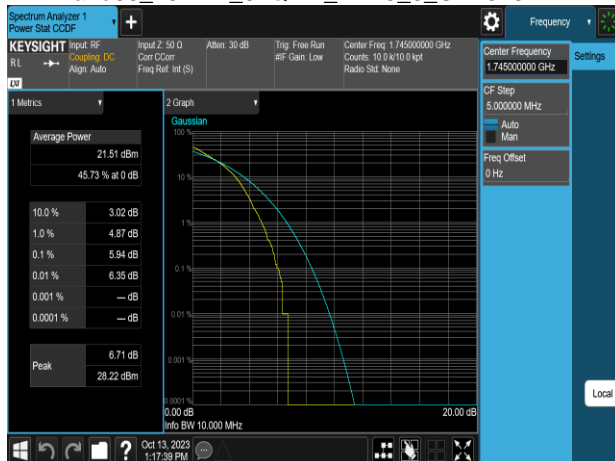 Spectrum Analyzer 1
Power Stat CCDF
Frequency
KEYSIGHT
RL
LXI
Input: RF
Coupling: DC
Align: Auto
Input Z: 50 Ω
Corr CCorr
Freq Ref: Int (S)
Atten: 30 dB
Trig: Free Run
#IF Gain: Low
Center Freq: 1.745000000 GHz
Counts: 10.0 k/10.0 kpt
Radio Std: None
Center Frequency
1.745000000 GHz
Settings
CF Step
5.000000 MHz
Auto
Man
Freq Offset
0 Hz
Local
1 Metrics
Average Power
21.51 dBm
45.73 % at 0 dB
10.0 % 3.02 dB
1.0 % 4.87 dB
0.1 % 5.94 dB
0.01 % 6.35 dB
0.001 % --- dB
0.0001 % --- dB
Peak
6.71 dB
28.22 dBm
2 Graph
Gaussian
100 %
10 %
1 %
0.1 %
0.01 %
0.001 %
0.0001 %
0.00 dB 20.00 dB
Info BW 10.000 MHz
?
Oct 13, 2023
1:17:39 PM